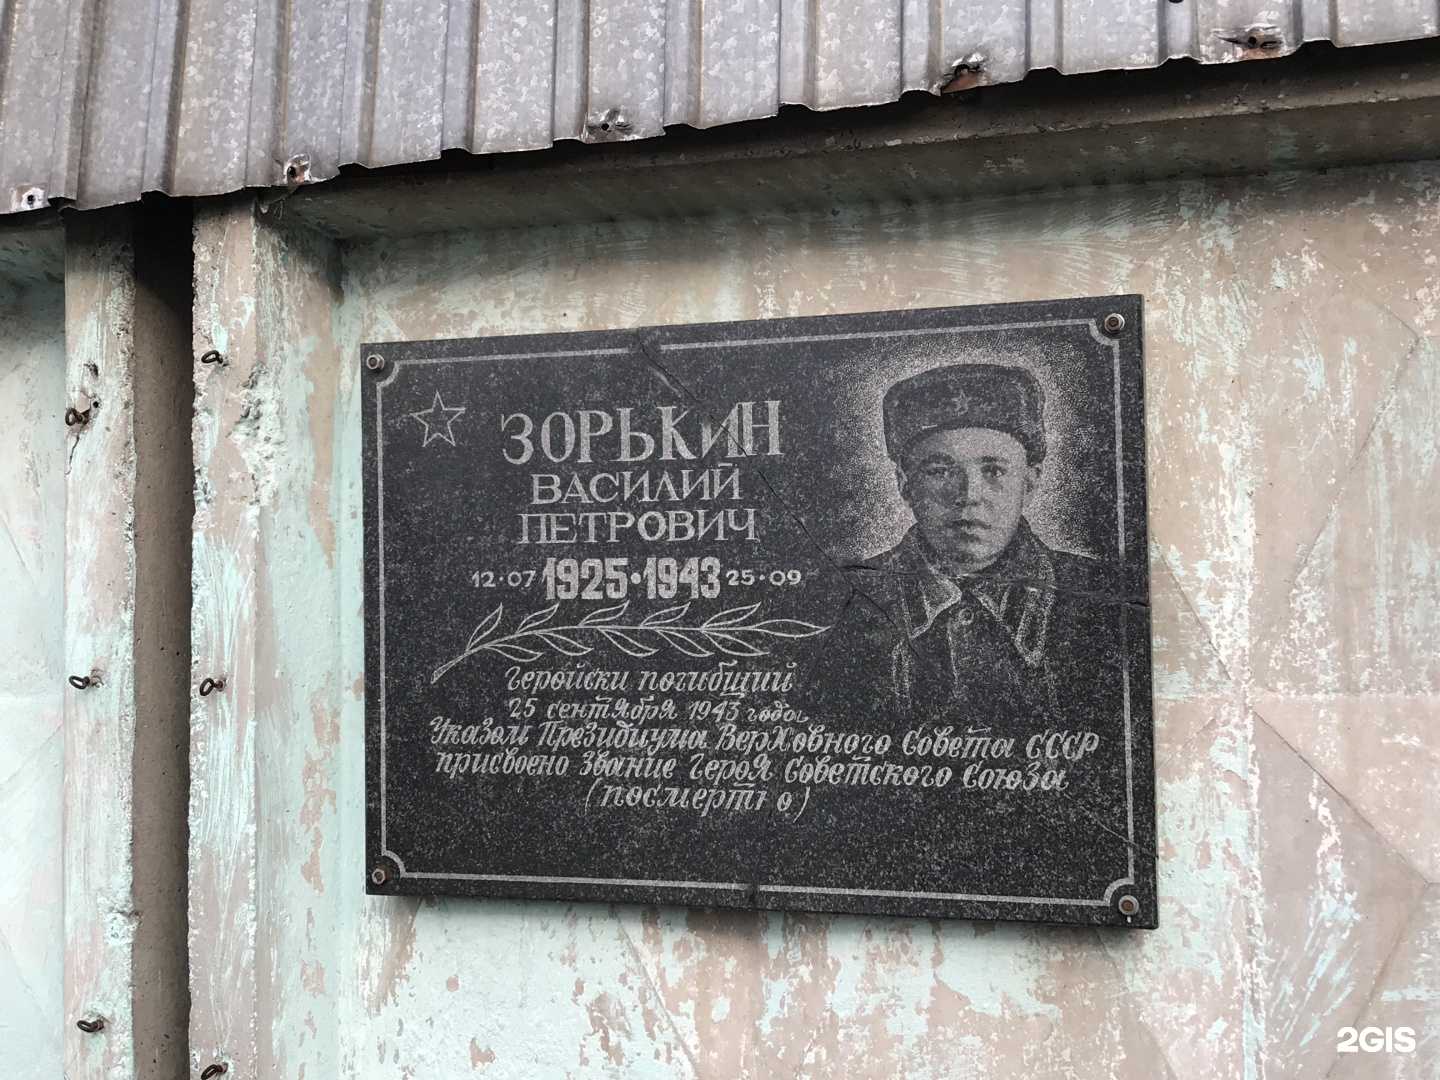 ЗОРЬКИН
ВАСИЛИЙ
ПЕТРОВИЧ
12•07 1925•1943 25•09
Геройски погибший
25 сентября 1943 года
Указом Президиума Верховного Совета СССР
присвоено звание Героя Советского Союза
(посмертно)
2GIS